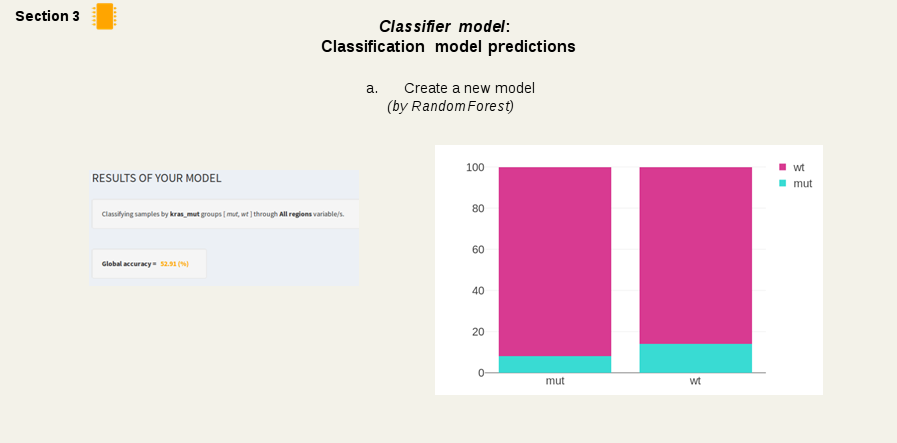 Section 3
Classifier model:
Classification model predictions
a. Create a new model
(by RandomForest)
RESULTS OF YOUR MODEL
Classifying samples by kras_mut groups [ mut, wt ] through All regions variable/s.
Global accuracy = 52.91 (%)
100
80
60
40
20
0
mut
wt
wt
mut